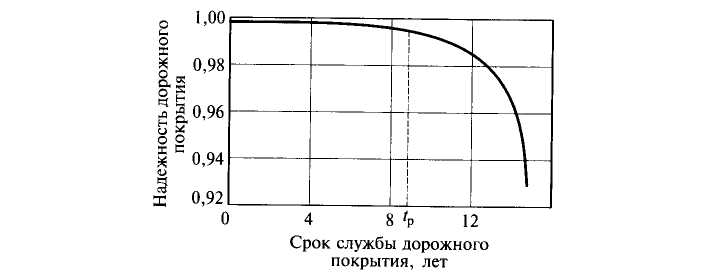 Надежность дорожного
покрытия
1,00
0,98
0,96
0,94
0,92
0 4 8 tр 12
Срок службы дорожного
покрытия, лет